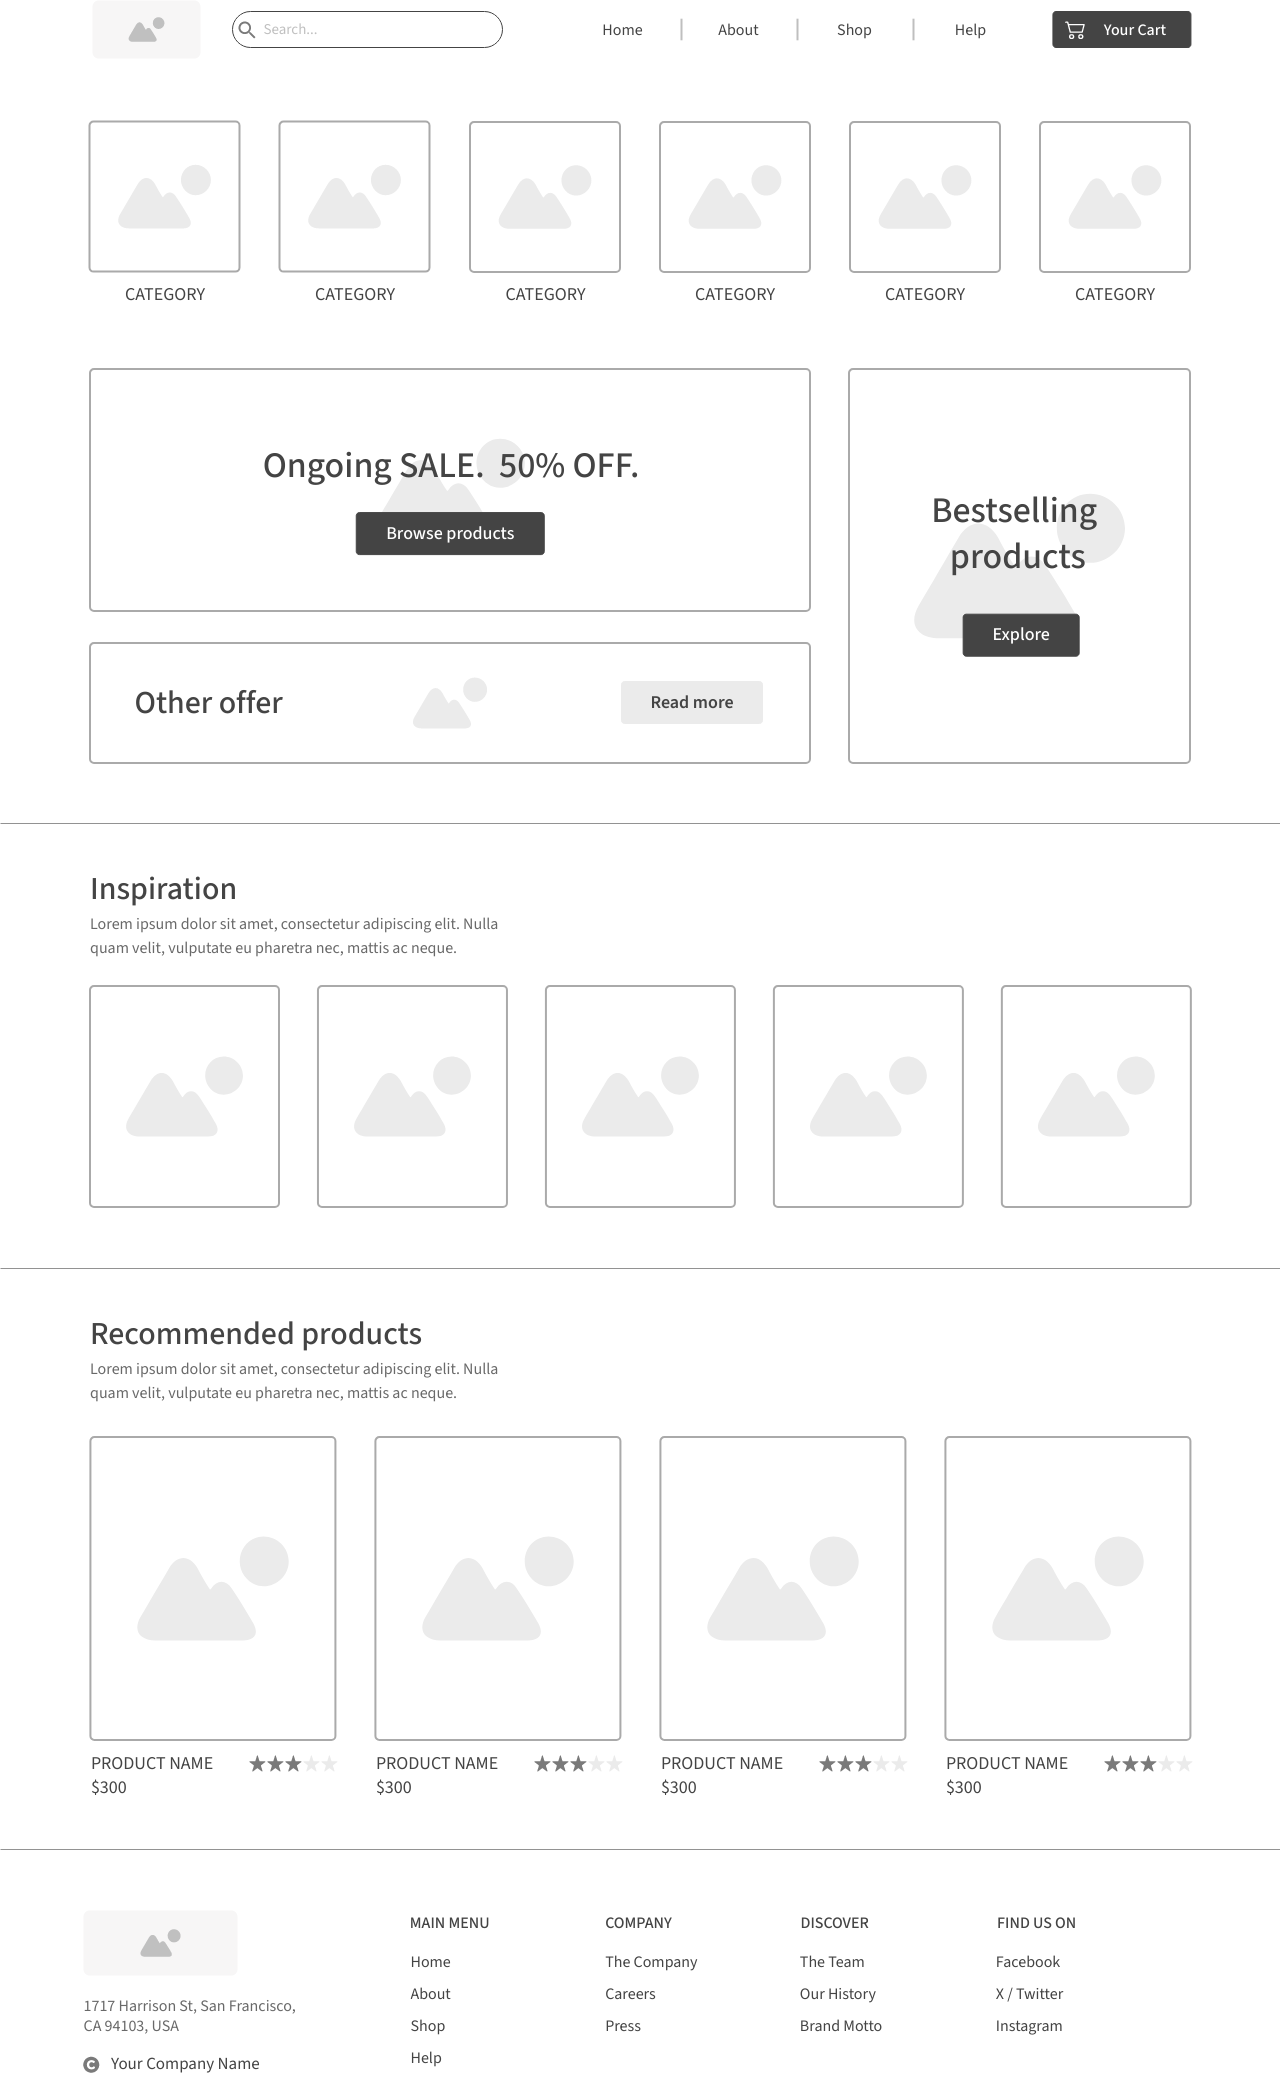 Search...
Home
About
Shop
Help
Your Cart
CATEGORY
CATEGORY
CATEGORY
CATEGORY
CATEGORY
CATEGORY
Ongoing SALE.  50% OFF.
Browse products
Other offer
Read more
Bestselling
products
Explore
Inspiration
Lorem ipsum dolor sit amet, consectetur adipiscing elit. Nulla
quam velit, vulputate eu pharetra nec, mattis ac neque.
Recommended products
Lorem ipsum dolor sit amet, consectetur adipiscing elit. Nulla
quam velit, vulputate eu pharetra nec, mattis ac neque.
PRODUCT NAME
$300
PRODUCT NAME
$300
PRODUCT NAME
$300
PRODUCT NAME
$300
1717 Harrison St, San Francisco,
CA 94103, USA
© Your Company Name
MAIN MENU
Home
About
Shop
Help
COMPANY
The Company
Careers
Press
DISCOVER
The Team
Our History
Brand Motto
FIND US ON
Facebook
X / Twitter
Instagram